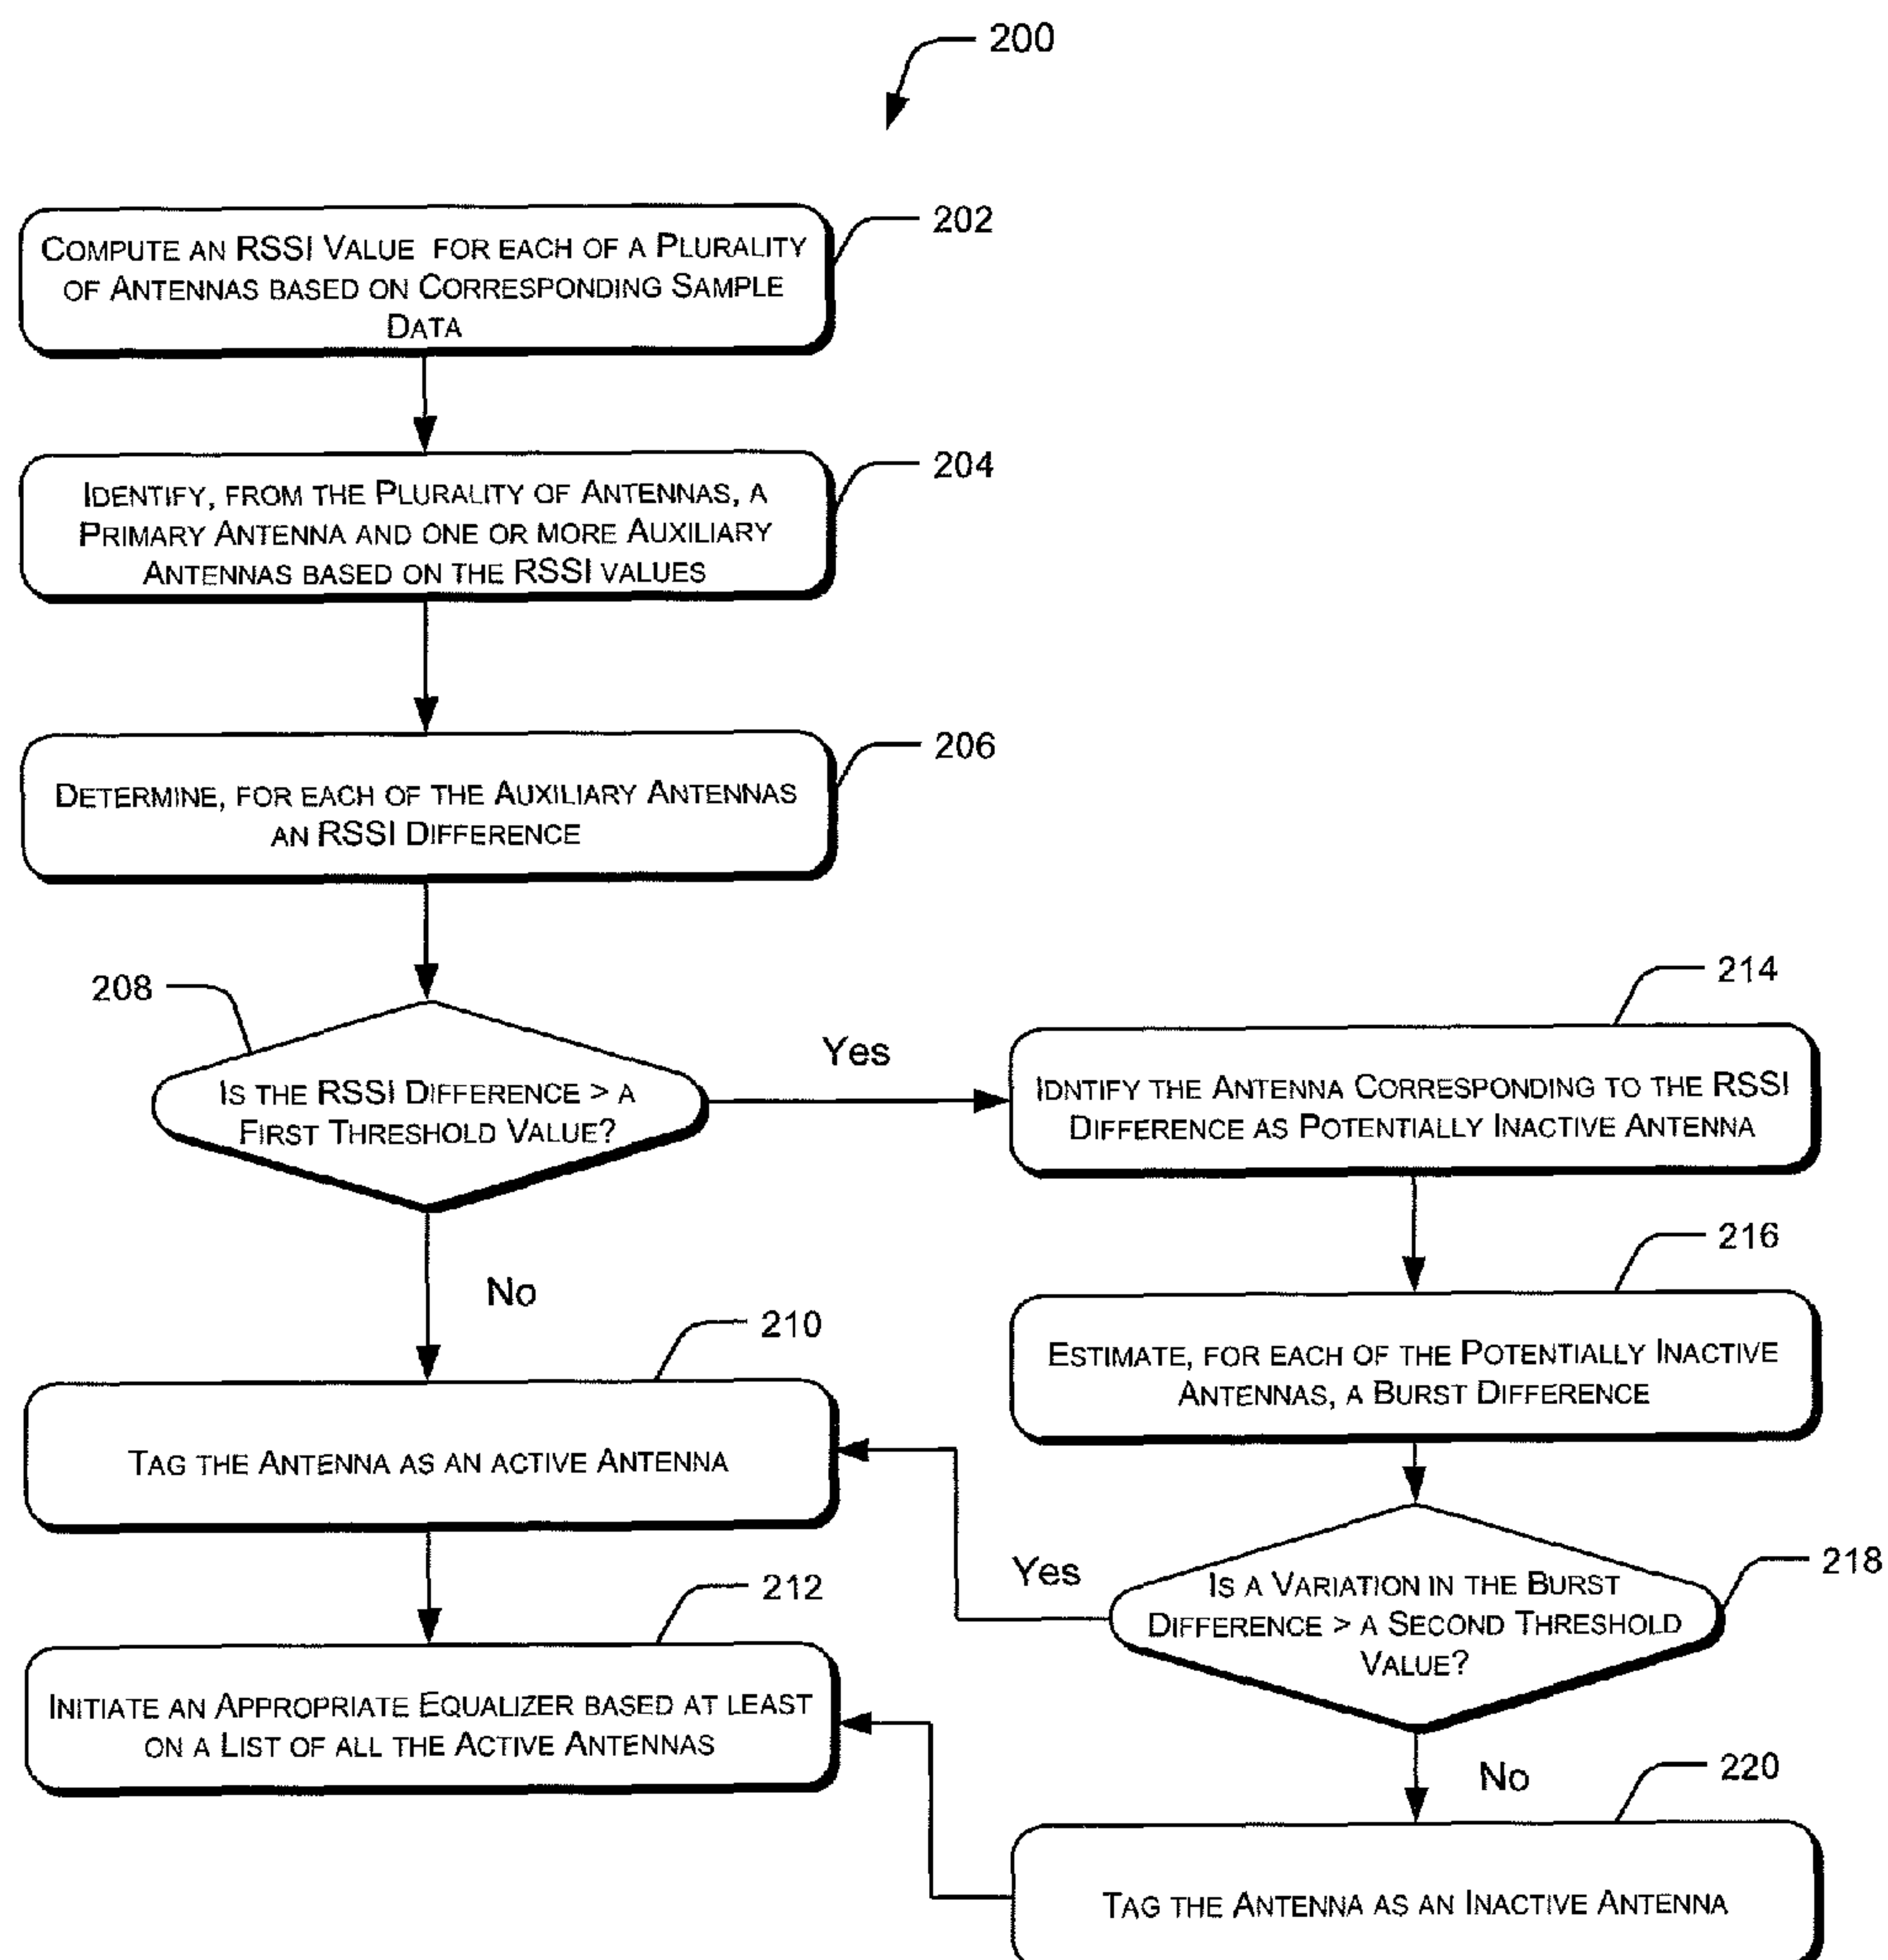 200
COMPUTE AN RSSI VALUE FOR EACH OF A PLURALITY
OF ANTENNAS BASED ON CORRESPONDING SAMPLE
DATA
202
IDENTIFY, FROM THE PLURALITY OF ANTENNAS, A
PRIMARY ANTENNA AND ONE OR MORE AUXILIARY
ANTENNAS BASED ON THE RSSI VALUES
204
DETERMINE, FOR EACH OF THE AUXILIARY ANTENNAS
AN RSSI DIFFERENCE
206
208
IS THE RSSI DIFFERENCE > A
FIRST THRESHOLD VALUE?
Yes
No
214
IDNTIFY THE ANTENNA CORRESPONDING TO THE RSSI
DIFFERENCE AS POTENTIALLY INACTIVE ANTENNA
216
ESTIMATE, FOR EACH OF THE POTENTIALLY INACTIVE
ANTENNAS, A BURST DIFFERENCE
210
TAG THE ANTENNA AS AN ACTIVE ANTENNA
218
IS A VARIATION IN THE BURST
DIFFERENCE > A SECOND THRESHOLD
VALUE?
Yes
No
212
INITIATE AN APPROPRIATE EQUALIZER BASED AT LEAST
ON A LIST OF ALL THE ACTIVE ANTENNAS
220
TAG THE ANTENNA AS AN INACTIVE ANTENNA